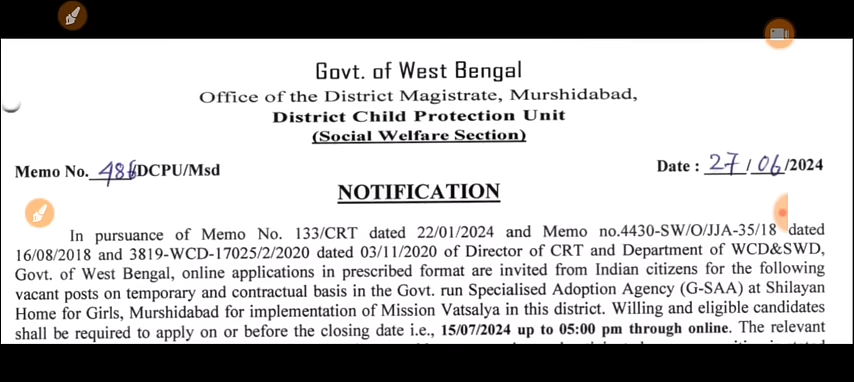 Govt. of West Bengal
Office of the District Magistrate, Murshidabad,
District Child Protection Unit
(Social Welfare Section)
Memo No. 486/DCPU/Msd
Date : 27/06/2024
NOTIFICATION
In pursuance of Memo No. 133/CRT dated 22/01/2024 and Memo no.4430-SW/O/JJA-35/18 dated
16/08/2018 and 3819-WCD-17025/2/2020 dated 03/11/2020 of Director of CRT and Department of WCD&SWD,
Govt. of West Bengal, online applications in prescribed format are invited from Indian citizens for the following
vacant posts on temporary and contractual basis in the Govt. run Specialised Adoption Agency (G-SAA) at Shilayan
Home for Girls, Murshidabad for implementation of Mission Vatsalya in this district. Willing and eligible candidates
shall be required to apply on or before the closing date i.e., 15/07/2024 up to 05:00 pm through online. The relevant